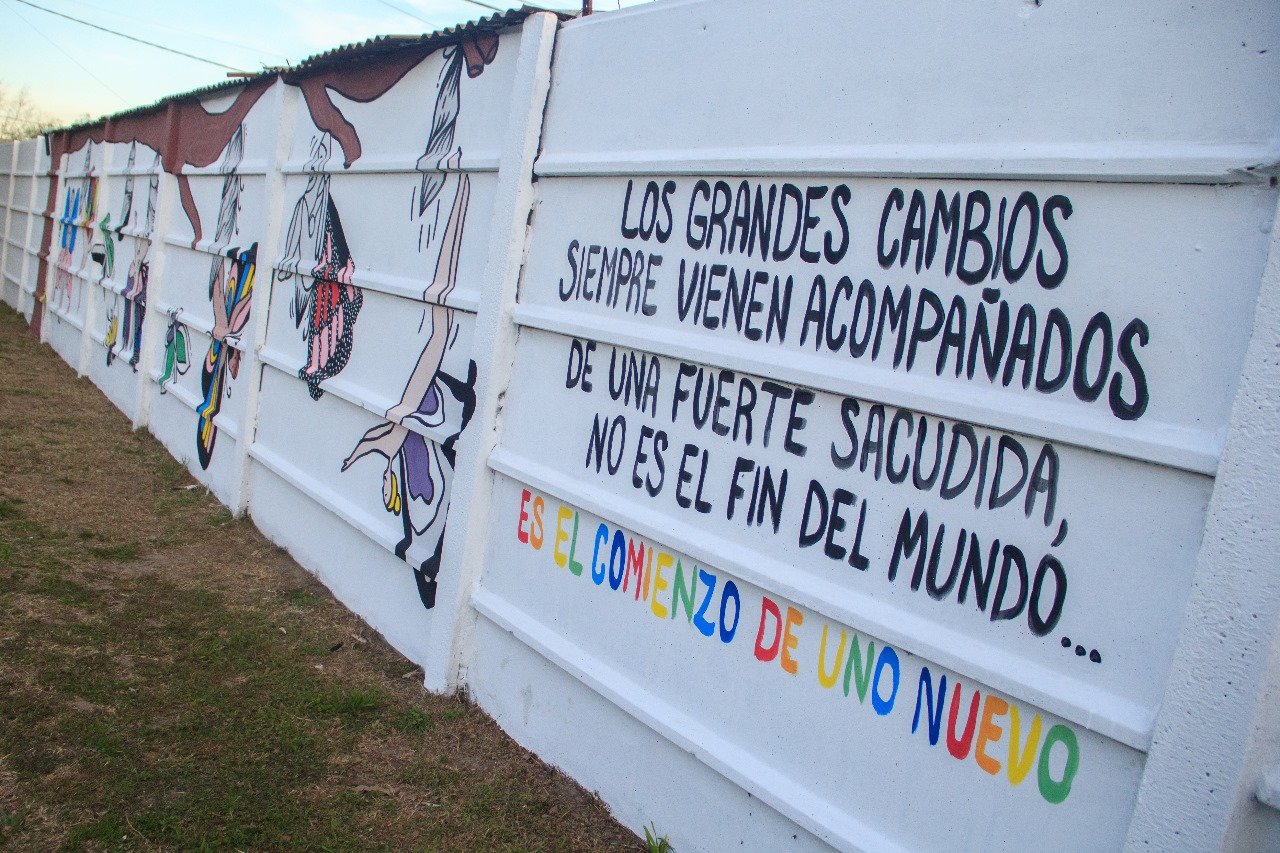 LOS GRANDES CAMBIOS
SIEMPRE VIENEN ACOMPAÑADOS
DE UNA FUERTE SACUDIDA,
NO ES EL FIN DEL MUNDO...
ES EL COMIENZO DE UNO NUEVO